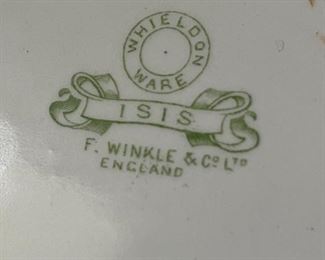 WHIELDON
WARE
ISIS
F. WINKLE & Co LTD
ENGLAND